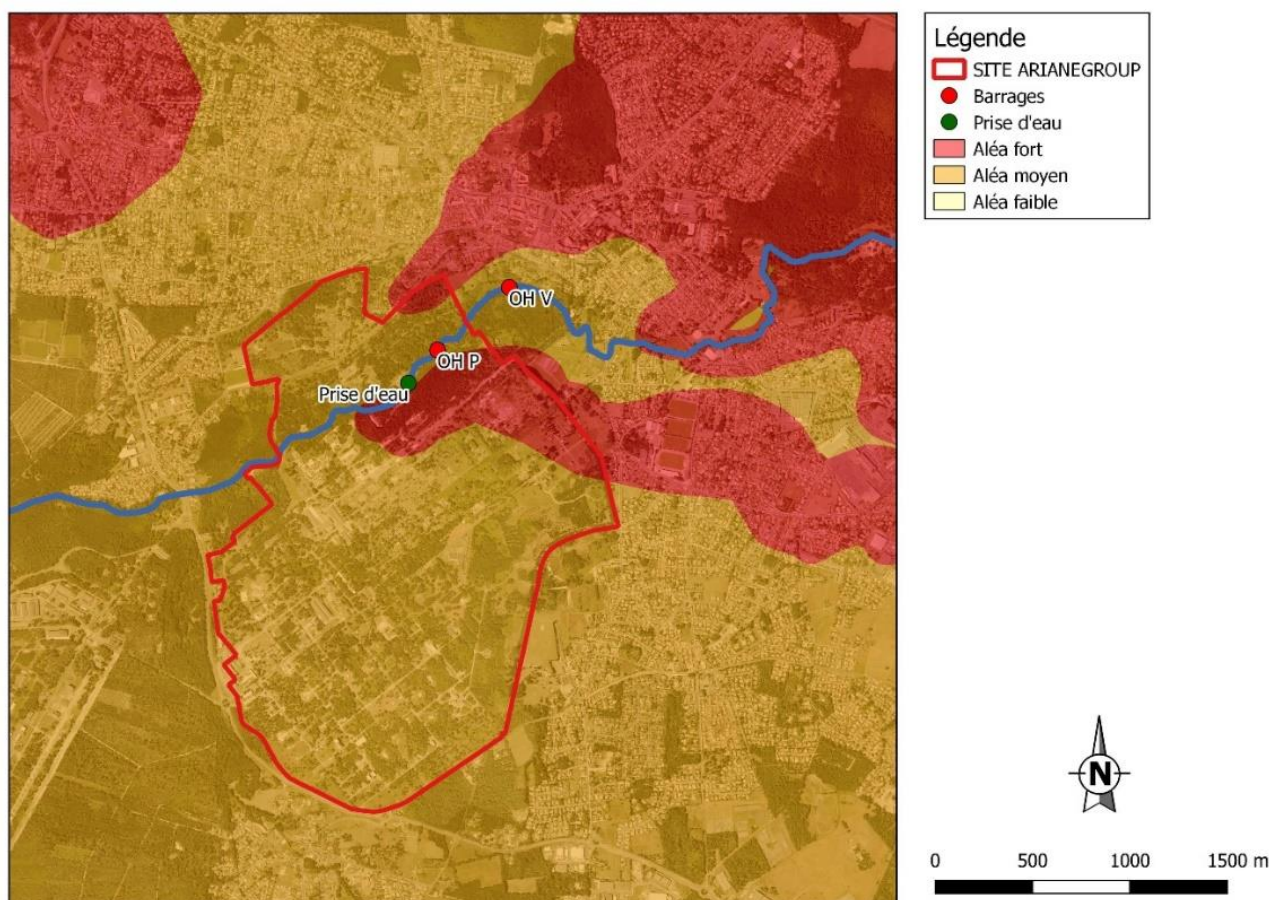 OH V
OH P
Prise d'eau
Légende
SITE ARIANEGROUP
Barrages
Prise d'eau
Aléa fort
Aléa moyen
Aléa faible
N
0 500 1000 1500 m